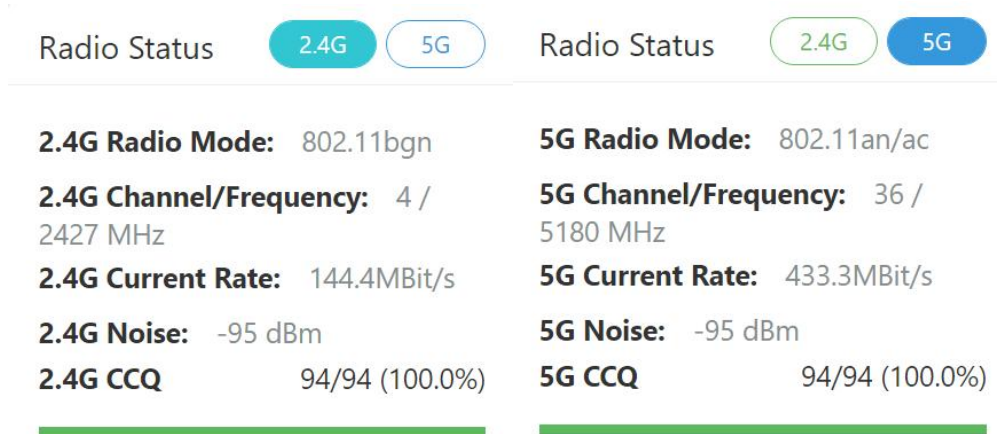 Radio Status 2.4G 5G
2.4G Radio Mode: 802.11bgn
2.4G Channel/Frequency: 4 /
2427 MHz
2.4G Current Rate: 144.4MBit/s
2.4G Noise: -95 dBm
2.4G CCQ 94/94 (100.0%)
Radio Status 2.4G 5G
5G Radio Mode: 802.11an/ac
5G Channel/Frequency: 36 /
5180 MHz
5G Current Rate: 433.3MBit/s
5G Noise: -95 dBm
5G CCQ 94/94 (100.0%)